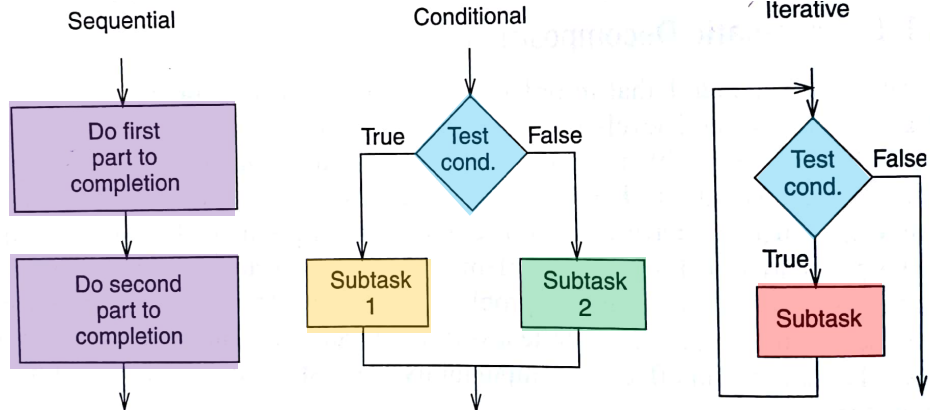 Sequential
Do first
part to
completion
Do second
part to
completion
Conditional
Test
cond.
True
False
Subtask
1
Subtask
2
Iterative
Test
cond.
False
True
Subtask